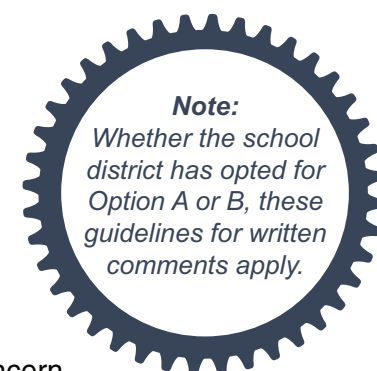 Note:
Whether the school
district has opted for
Option A or B, these
guidelines for written
comments apply.